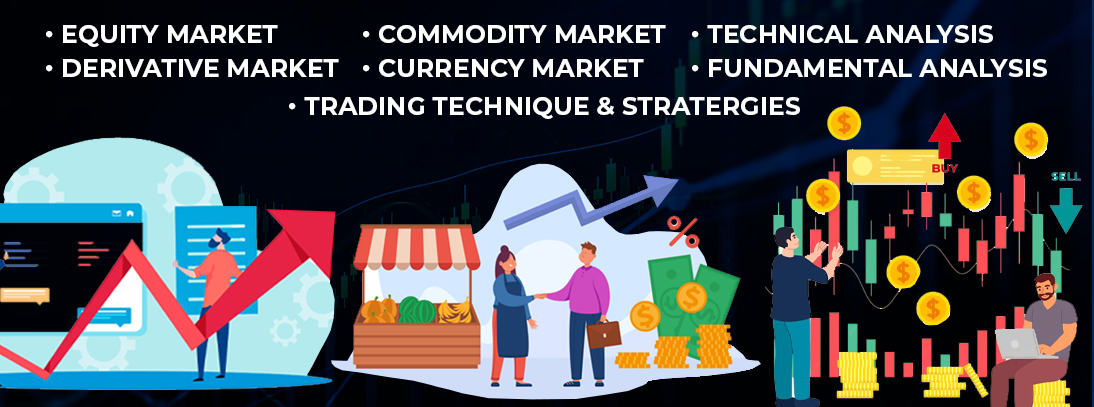 • EQUITY MARKET • COMMODITY MARKET • TECHNICAL ANALYSIS
• DERIVATIVE MARKET • CURRENCY MARKET • FUNDAMENTAL ANALYSIS
• TRADING TECHNIQUE & STRATERGIES
BUY
SELL